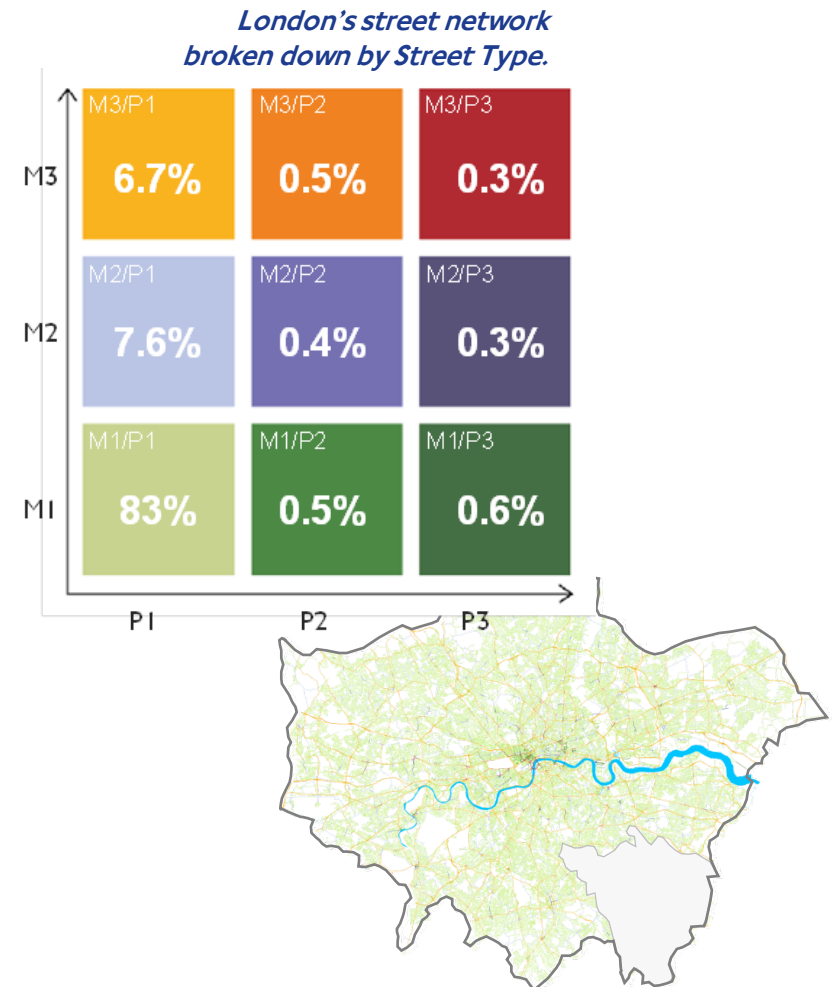 London's street network
broken down by Street Type.
M3
M3/P1
6.7%
M3/P2
0.5%
M3/P3
0.3%
M2
M2/P1
7.6%
M2/P2
0.4%
M2/P3
0.3%
M1
M1/P1
83%
M1/P2
0.5%
M1/P3
0.6%
P1
P2
P3